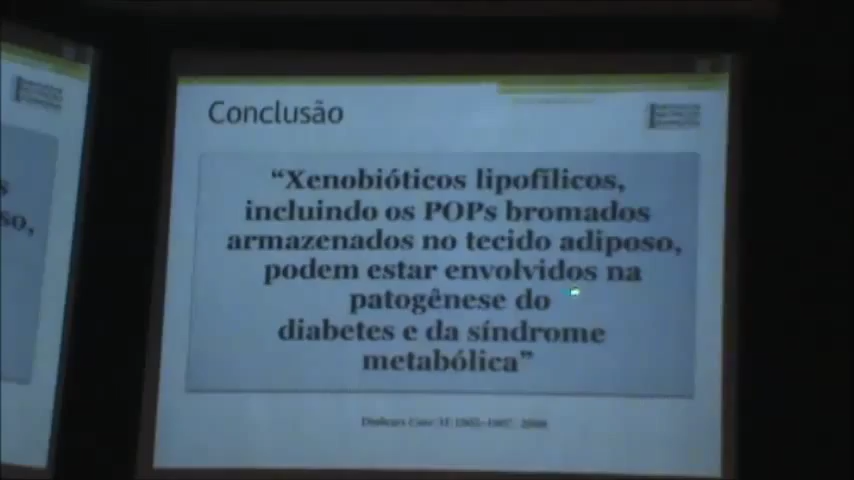 Conclusão
"Xenobióticos lipofílicos,
incluindo os POPs bromados
armazenados no tecido adiposo,
podem estar envolvidos na
patogênese do
diabetes e da síndrome
metabólica"
so,